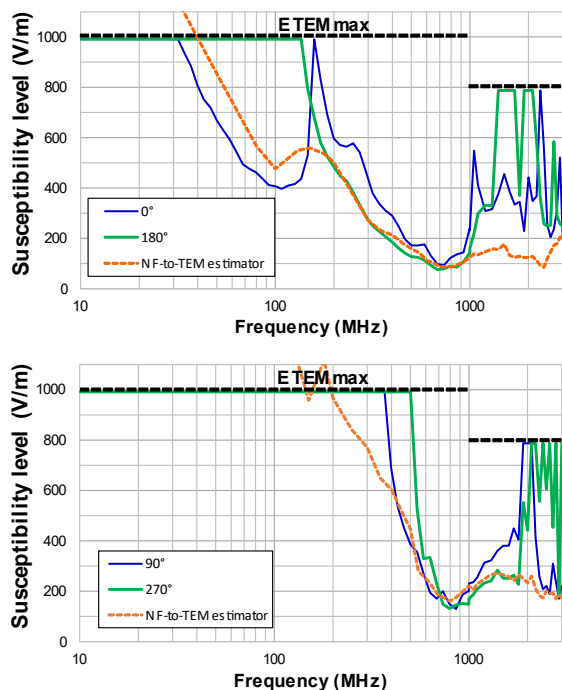 E TEM max
Susceptibility level (V/m)
1000
800
600
400
200
0
0°
180°
NF-to-TEM estimator
10
100
1000
Frequency (MHz)
E TEM max
Susceptibility level (V/m)
1000
800
600
400
200
0
90°
270°
NF-to-TEM estimator
10
100
1000
Frequency (MHz)